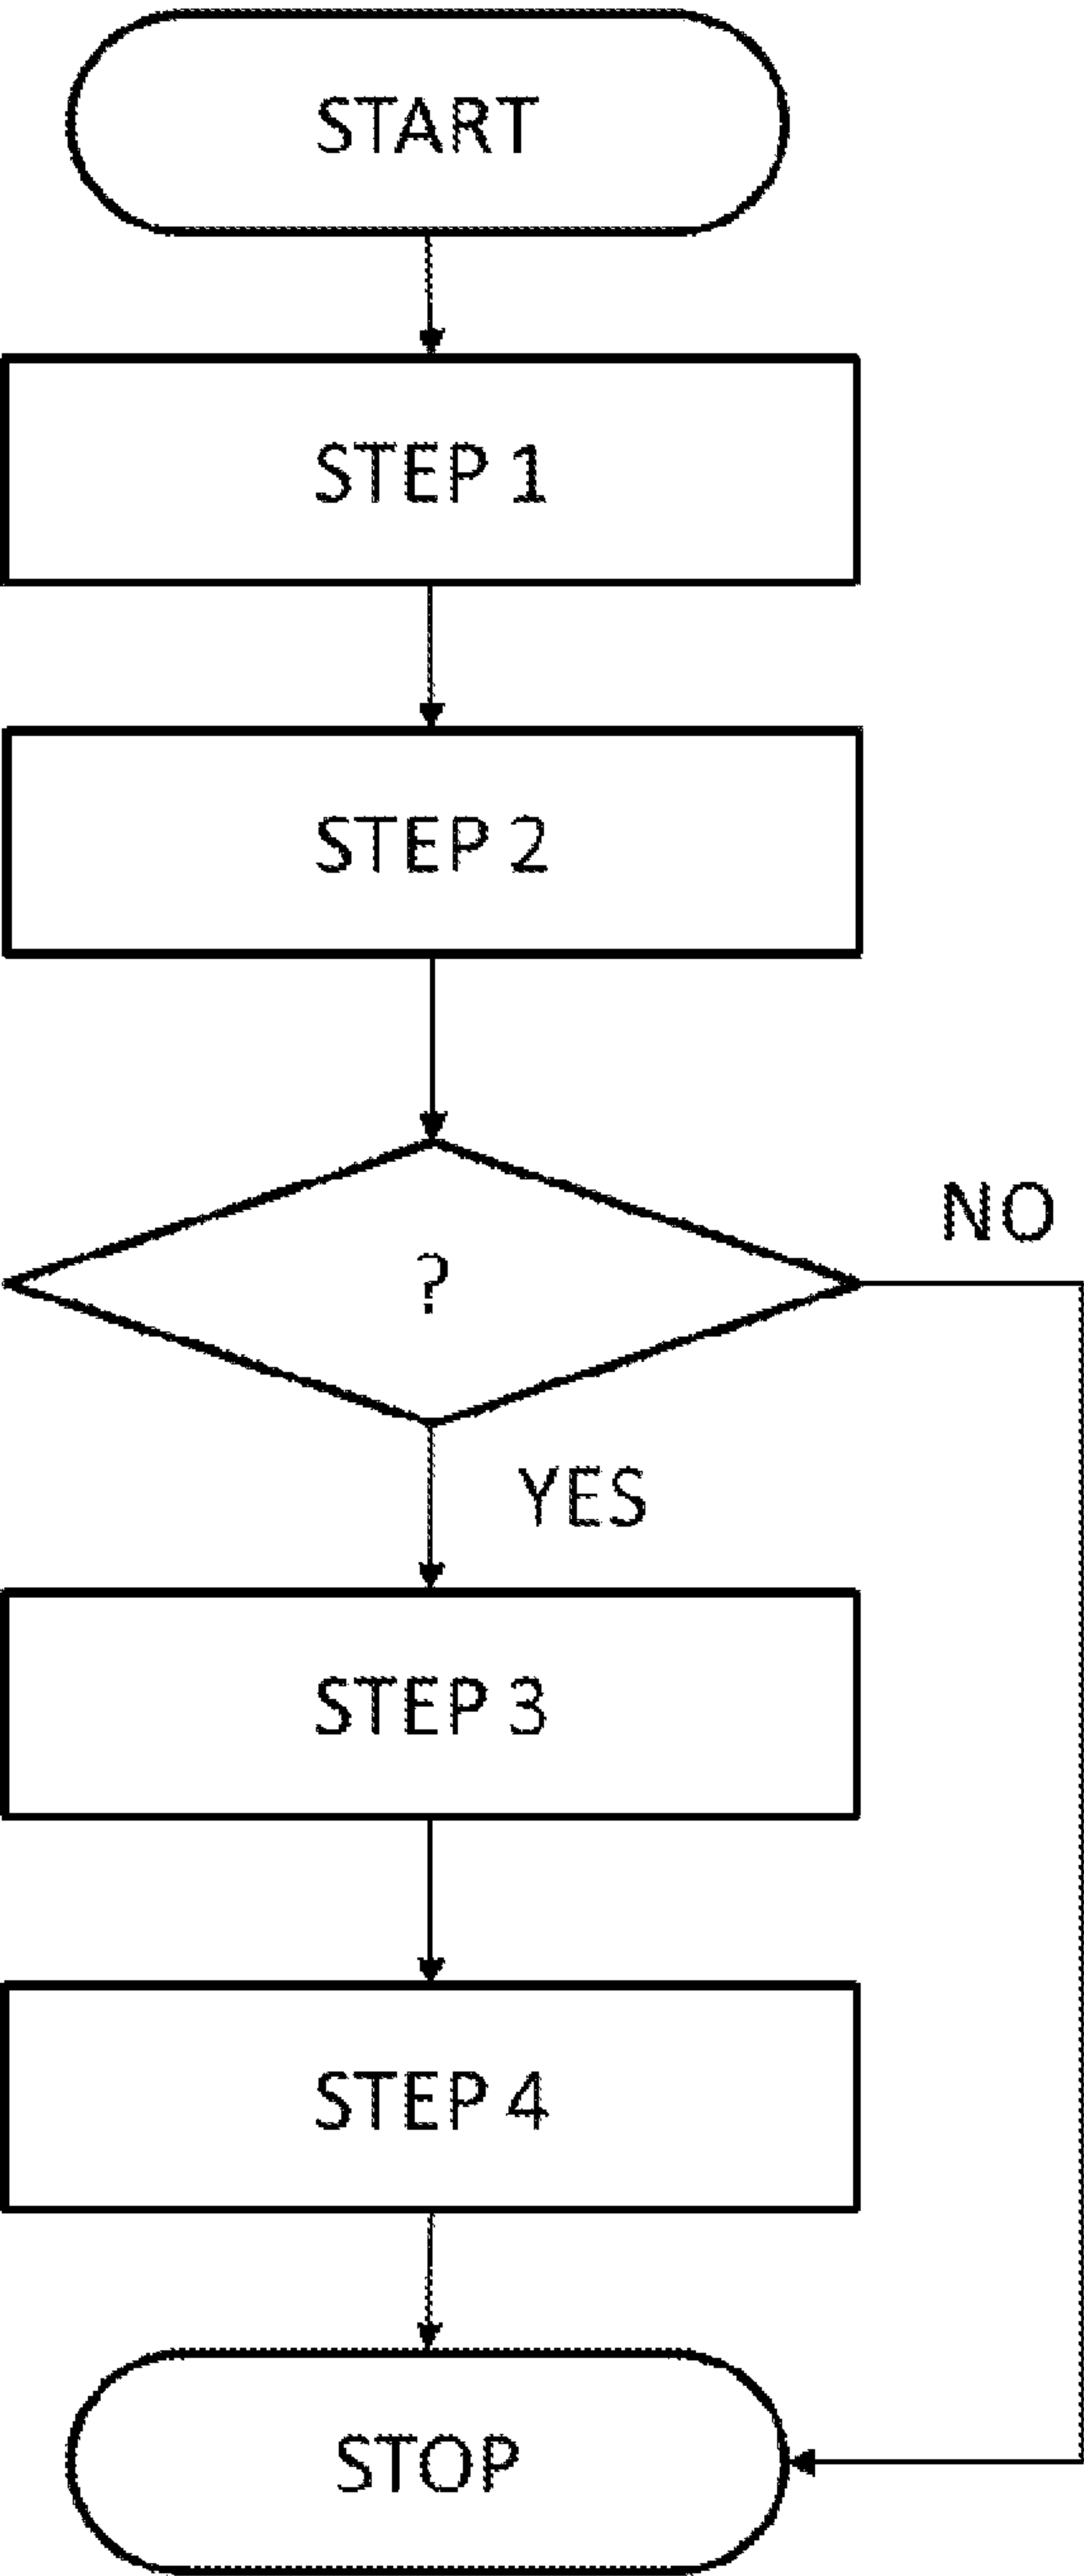 START
STEP 1
STEP 2
?
NO
YES
STEP 3
STEP 4
STOP